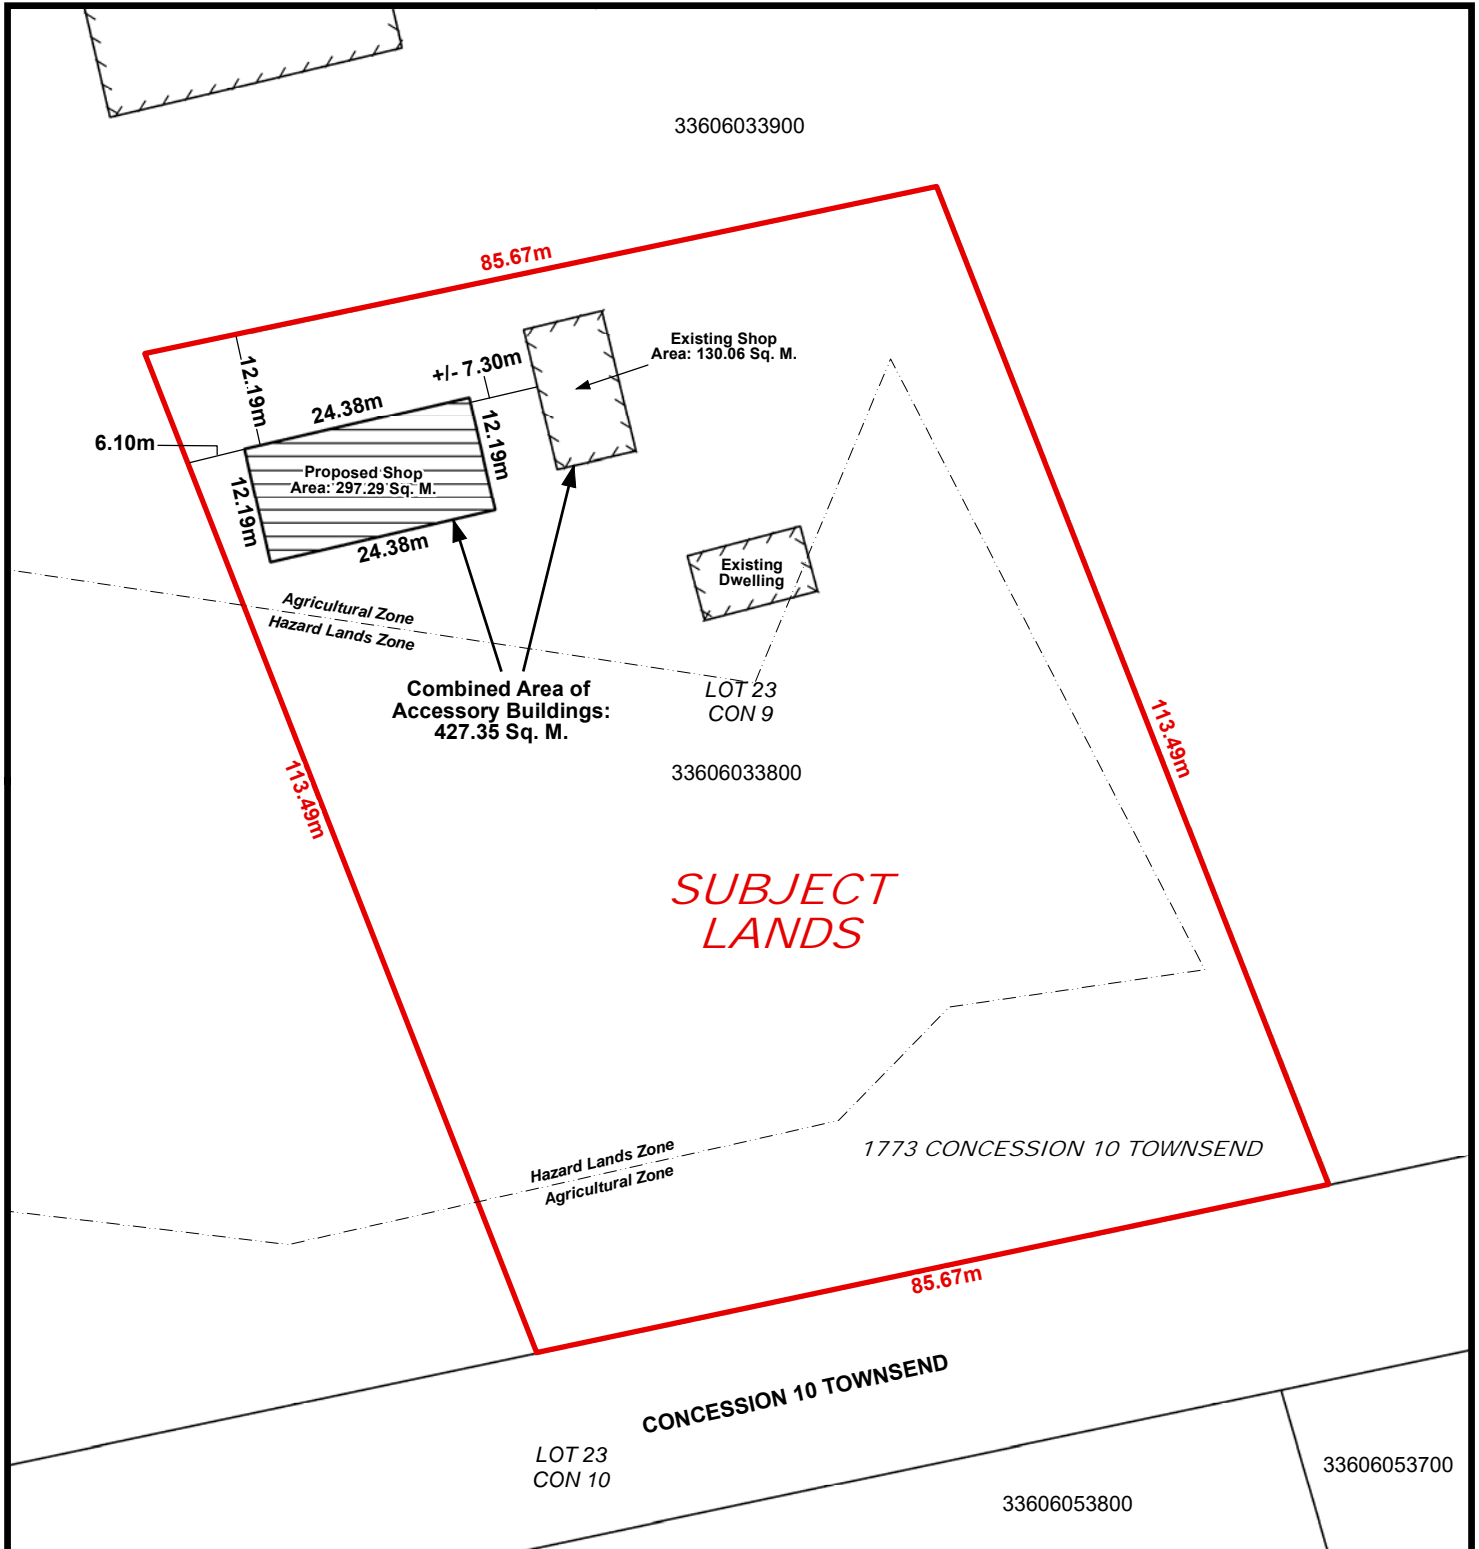 33606033900
85.67m
Existing Shop
Area: 130.06 Sq. M.
+/- 7.30m
12.19m
24.38m
6.10m
12.19m
Proposed Shop
Area: 297.29 Sq. M.
12.19m
24.38m
Existing
Dwelling
Agricultural Zone
Hazard Lands Zone
Combined Area of
Accessory Buildings:
427.35 Sq. M.
LOT 23
CON 9
113.49m
33606033800
113.49m
SUBJECT
LANDS
1773 CONCESSION 10 TOWNSEND
Hazard Lands Zone
Agricultural Zone
85.67m
CONCESSION 10 TOWNSEND
LOT 23
CON 10
33606053700
33606053800